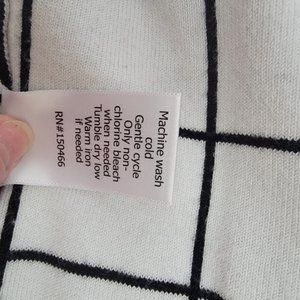 Machine wash
cold
Gentle cycle
Only non-
chlorine bleach
when needed
Tumble dry low
Warm iron
if needed
RN#150466